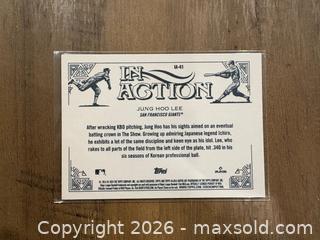 IA-41
IN
ACTION
JUNG HOO LEE
SAN FRANCISCO GIANTS®
After wrecking KBO pitching, Jung Hoo has his sights aimed on an eventual
batting crown in The Show. Growing up admiring Japanese legend Ichiro,
he exhibits a lot of the same discipline and keen eye as his idol. Lee, who
rakes to all parts of the field from the left side of the plate, hit .340 in his
six seasons of Korean professional ball.
Topps
Copyright 2026 - maxsold.com